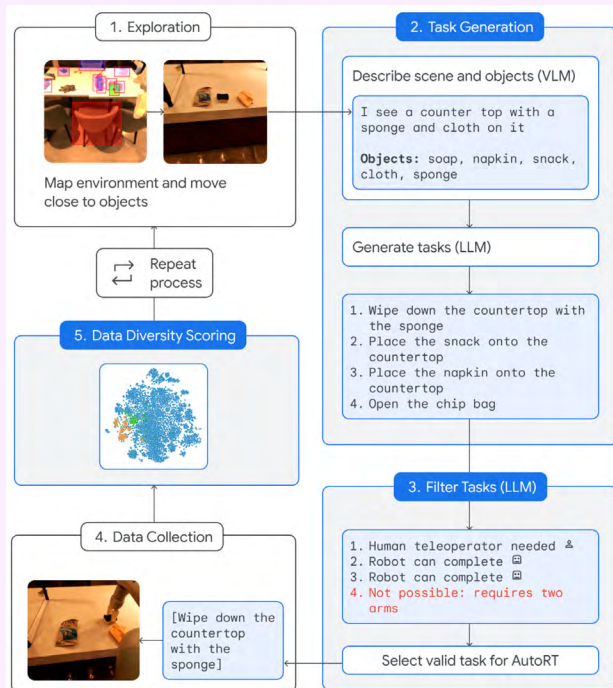 1. Exploration
Map environment and move
close to objects
2. Task Generation
Describe scene and objects (VLM)
I see a counter top with a
sponge and cloth on it
Objects: soap, napkin, snack,
cloth, sponge
Generate tasks (LLM)
1. Wipe down the countertop with
the sponge
2. Place the snack onto the
countertop
3. Place the napkin onto the
countertop
4. Open the chip bag
3. Filter Tasks (LLM)
1. Human teleoperator needed
2. Robot can complete
3. Robot can complete
4. Not possible: requires two
arms
Select valid task for AutoRT
4. Data Collection
[Wipe down the
countertop
with the
sponge]
5. Data Diversity Scoring
Repeat
process